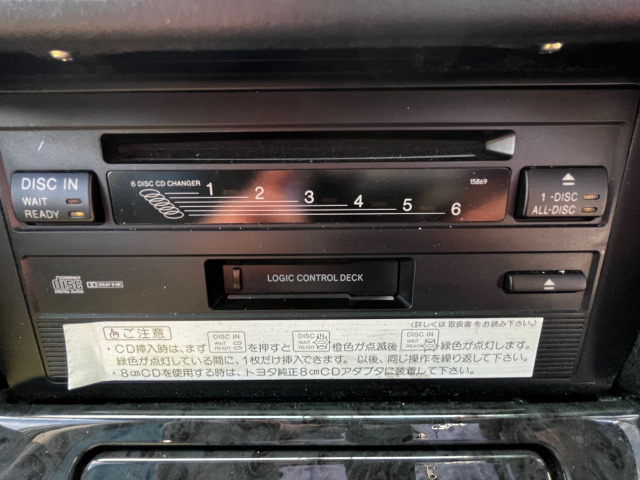 DISC IN
WAIT
READY
6 DISC CD CHANGER
1 2 3 4 5 6
15869
1-DISC
ALL-DISC
COMPACT
disc
DIGITAL AUDIO
DOLBY B NR
LOGIC CONTROL DECK
ご注意
(詳しくは 取扱書 をお読み下さい。)
・CD挿入時は、まず DISC IN WAIT READY を押すと DISC IN WAIT READY 橙色が点滅後 DISC IN WAIT READY 緑色が点灯します。
緑色が点灯している間に、1枚だけ挿入できます。 以後、同じ操作を繰り返して下さい。
・8㎝CDを使用する時は、トヨタ純正8㎝CDアダプタに装着して下さい。